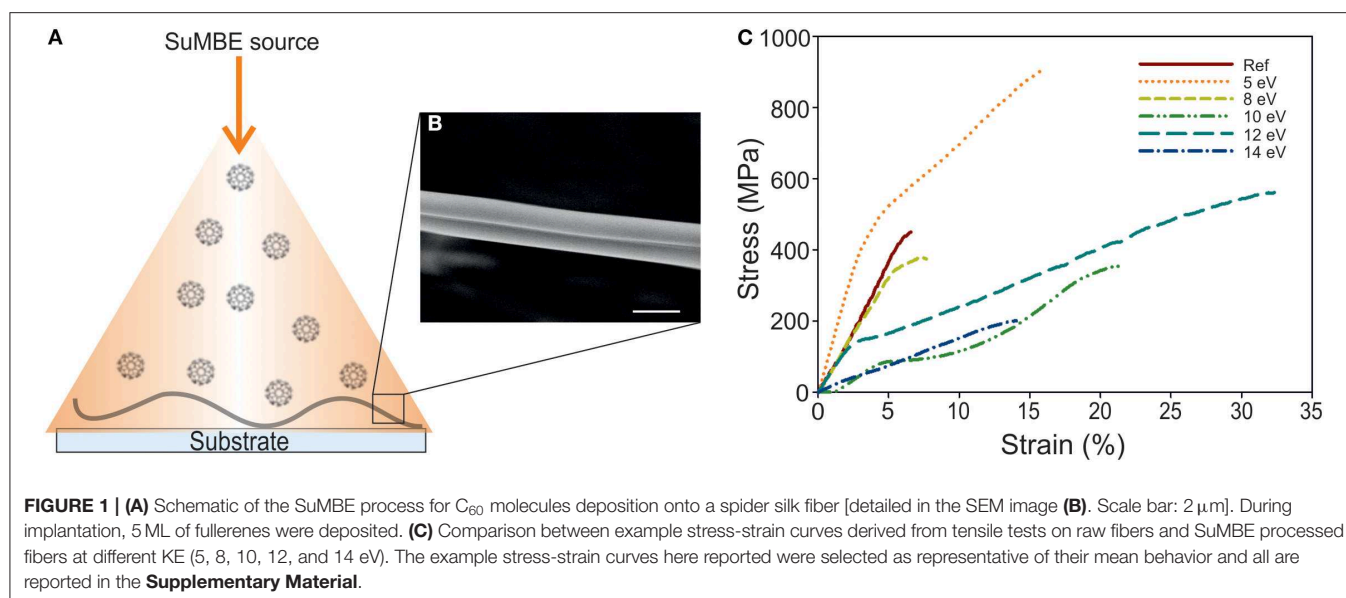 A
SuMBE source
B
Substrate
C
Stress (MPa)
1000
800
600
400
200
0
0 5 10 15 20 25 30 35
Strain (%)
Ref
5 eV
8 eV
10 eV
12 eV
14 eV
FIGURE 1 | (A) Schematic of the SuMBE process for C₆₀ molecules deposition onto a spider silk fiber [detailed in the SEM image (B). Scale bar: 2 μm]. During
implantation, 5 ML of fullerenes were deposited. (C) Comparison between example stress-strain curves derived from tensile tests on raw fibers and SuMBE processed
fibers at different KE (5, 8, 10, 12, and 14 eV). The example stress-strain curves here reported were selected as representative of their mean behavior and all are
reported in the Supplementary Material.